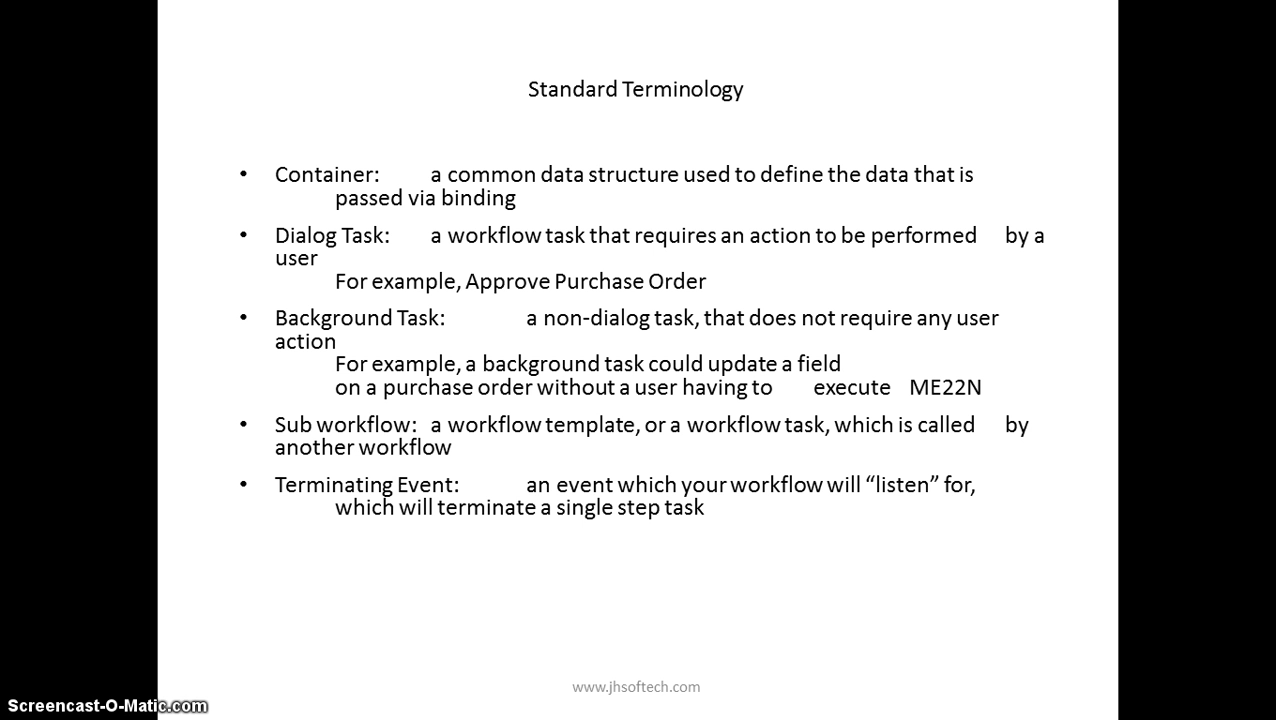 Standard Terminology
• Container: a common data structure used to define the data that is
passed via binding
• Dialog Task: a workflow task that requires an action to be performed by a
user
For example, Approve Purchase Order
• Background Task: a non-dialog task, that does not require any user
action
For example, a background task could update a field
on a purchase order without a user having to execute ME22N
• Sub workflow: a workflow template, or a workflow task, which is called by
another workflow
• Terminating Event: an event which your workflow will “listen” for,
which will terminate a single step task
www.jhsoftech.com
Screencast-O-Matic.com